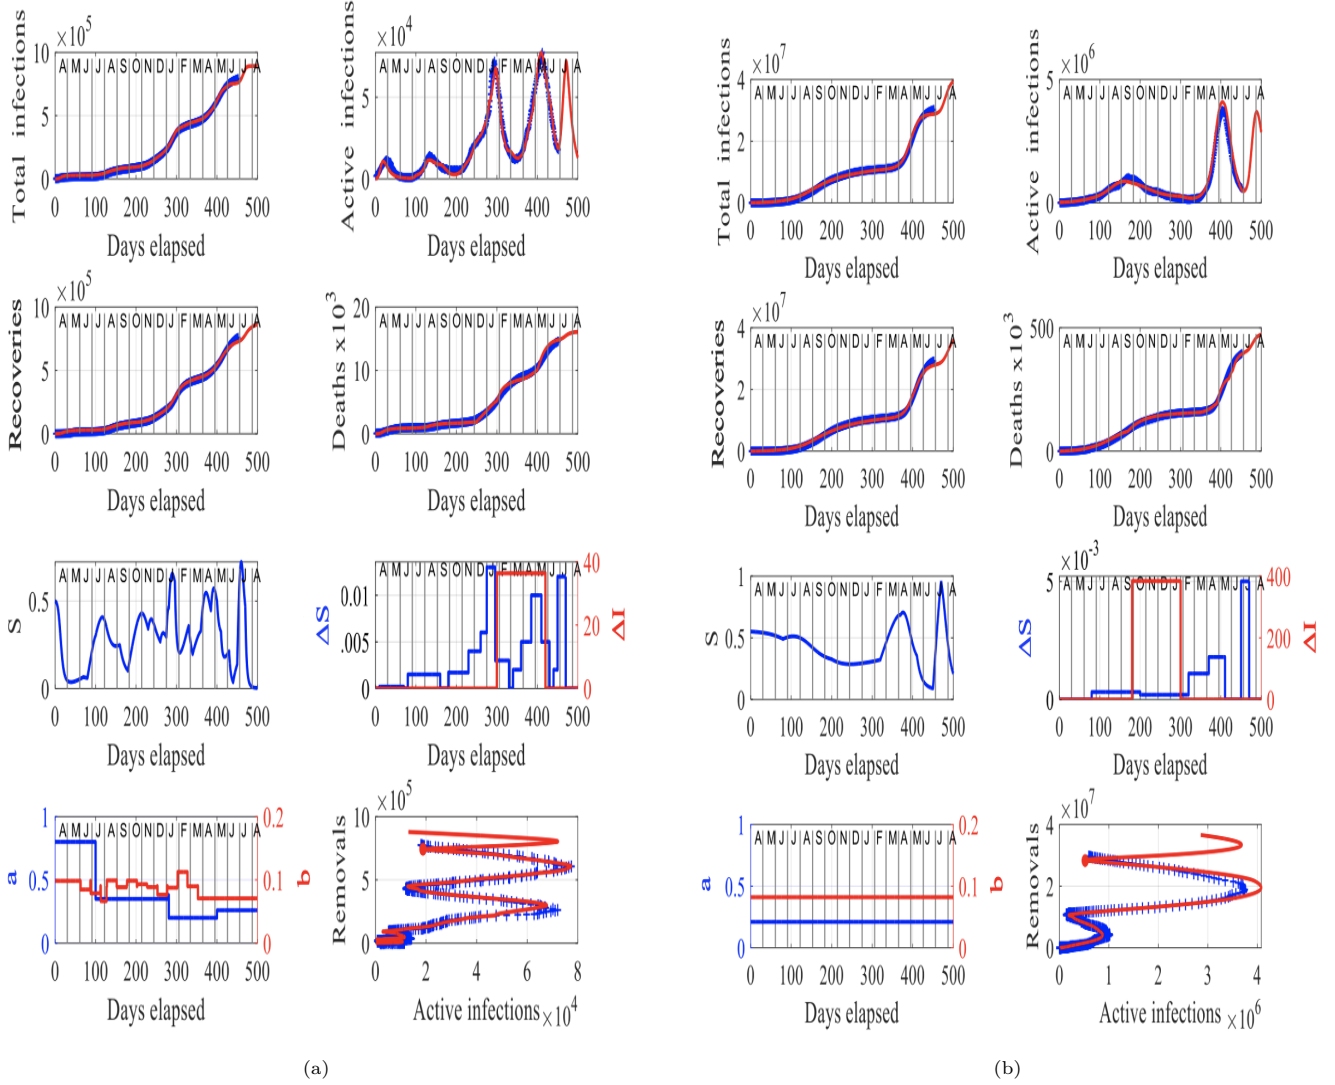 ×10^5
10
5
0
Total infections
A M J J A S O N D J F M A M J J A
0 100 200 300 400 500
Days elapsed
×10^4
5
0
Active infections
A M J J A S O N D J F M A M J J A
0 100 200 300 400 500
Days elapsed
×10^5
10
5
0
Recoveries
A M J J A S O N D J F M A M J J A
0 100 200 300 400 500
Days elapsed
20
10
0
Deaths x10^3
A M J J A S O N D J F M A M J J A
0 100 200 300 400 500
Days elapsed
0.5
0
S
A M J J A S O N D J F M A M J J A
0 100 200 300 400 500
Days elapsed
0.01
.005
0
ΔS
A M J J A S O N D J F M A M J J A
40
20
0
ΔI
0 100 200 300 400 500
Days elapsed
1
0.5
0
a
A M J J A S O N D J F M A M J J A
0.2
0.1
0
b
0 100 200 300 400 500
Days elapsed
×10^5
10
5
0
Removals
0 2 4 6 8
Active infections ×10^4
(a)
×10^7
4
2
0
Total infections
A M J J A S O N D J F M A M J J A
0 100 200 300 400 500
Days elapsed
×10^6
5
0
Active infections
A M J J A S O N D J F M A M J J A
0 100 200 300 400 500
Days elapsed
×10^7
4
2
0
Recoveries
A M J J A S O N D J F M A M J J A
0 100 200 300 400 500
Days elapsed
500
0
Deaths x10^3
A M J J A S O N D J F M A M J J A
0 100 200 300 400 500
Days elapsed
1
0.5
0
S
A M J J A S O N D J F M A M J J A
0 100 200 300 400 500
Days elapsed
×10^-3
5
0
ΔS
A M J J A S O N D J F M A M J J A
400
200
0
ΔI
0 100 200 300 400 500
Days elapsed
1
0.5
0
a
A M J J A S O N D J F M A M J J A
0.2
0.1
0
b
0 100 200 300 400 500
Days elapsed
×10^7
4
2
0
Removals
0 1 2 3 4
Active infections ×10^6
(b)